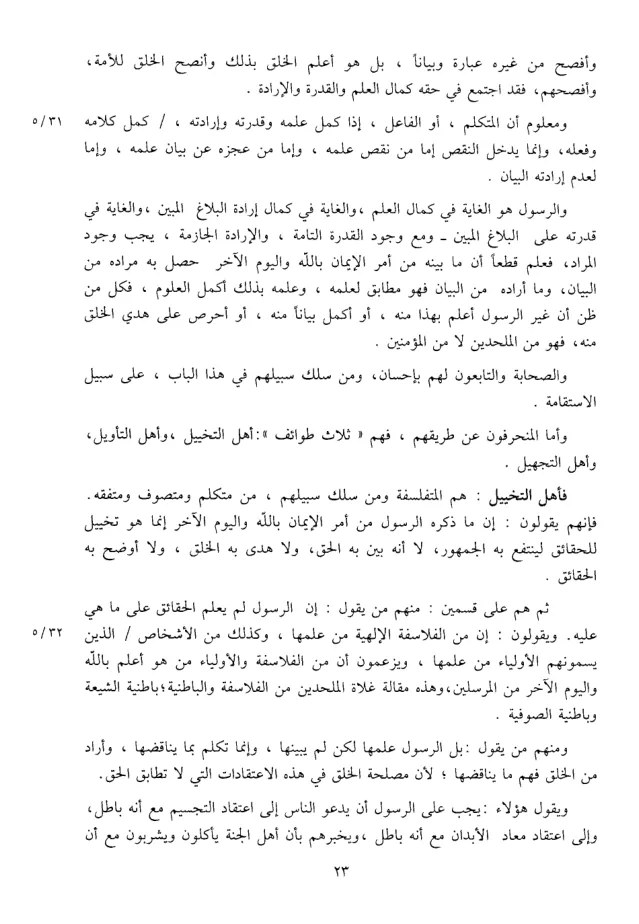 وأفصح من غيره عبارة وبياناً ، بل هو أعلم الخلق بذلك وأنصح الخلق للأمة،
وأفصحهم، فقد اجتمع في حقه كمال العلم والقدرة والإرادة .
ومعلوم أن المتكلم ، أو الفاعل ، إذا كمل علمه وقدرته وإرادته ، / كمل كلامه ٥/٣١
وفعله، وإنما يدخل النقص إما من نقص علمه ، وإما من عجزه عن بيان علمه ، وإما
لعدم إرادته البيان .
والرسول هو الغاية في كمال العلم ،والغاية في كمال إرادة البلاغ المبين ،والغاية في
قدرته على البلاغ المبين ـ ومع وجود القدرة التامة ، والإرادة الجازمة ، يجب وجود
المراد، فعلم قطعاً أن ما بينه من أمر الإيمان بالله واليوم الآخر حصل به مراده من
البيان، وما أراده من البيان فهو مطابق لعلمه ، وعلمه بذلك أكمل العلوم ، فكل من
ظن أن غير الرسول أعلم بهذا منه ، أو أكمل بياناً منه ، أو أحرص على هدي الخلق
منه، فهو من الملحدين لا من المؤمنين .
والصحابة والتابعون لهم بإحسان، ومن سلك سبيلهم في هذا الباب ، على سبيل
الاستقامة .
وأما المنحرفون عن طريقهم ، فهم « ثلاث طوائف »:أهل التخييل ،وأهل التأويل،
وأهل التجهيل .
فأهل التخييل : هم المتفلسفة ومن سلك سبيلهم ، من متكلم ومتصوف ومتفقه.
فإنهم يقولون : إن ما ذكره الرسول من أمر الإيمان بالله واليوم الآخر إنما هو تخييل
للحقائق لينتفع به الجمهور، لا أنه بين به الحق، ولا هدى به الخلق ، ولا أوضح به
الحقائق .
ثم هم على قسمين : منهم من يقول : إن الرسول لم يعلم الحقائق على ما هي
عليه. ويقولون : إن من الفلاسفة الإلهية من علمها ، وكذلك من الأشخاص / الذين ٥/٣٢
يسمونهم الأولياء من علمها ، ويزعمون أن من الفلاسفة والأولياء من هو أعلم بالله
واليوم الآخر من المرسلين،وهذه مقالة غلاة الملحدين من الفلاسفة والباطنية؛باطنية الشيعة
وباطنية الصوفية .
ومنهم من يقول :بل الرسول علمها لكن لم يبينها ، وإنما تكلم بما يناقضها ، وأراد
من الخلق فهم ما يناقضها ؛ لأن مصلحة الخلق في هذه الاعتقادات التي لا تطابق الحق.
ويقول هؤلاء :يجب على الرسول أن يدعو الناس إلى اعتقاد التجسيم مع أنه باطل،
وإلى اعتقاد معاد الأبدان مع أنه باطل ،ويخبرهم بأن أهل الجنة يأكلون ويشربون مع أن
٢٣